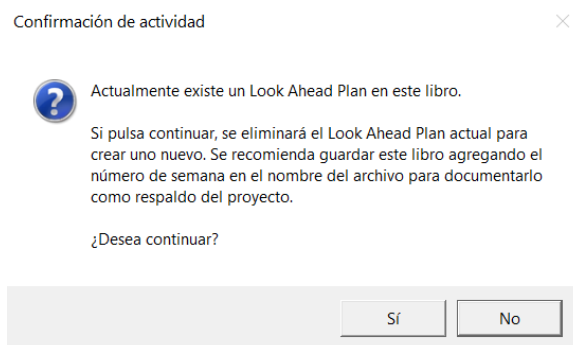 Confirmación de actividad
Actualmente existe un Look Ahead Plan en este libro.
Si pulsa continuar, se eliminará el Look Ahead Plan actual para
crear uno nuevo. Se recomienda guardar este libro agregando el
número de semana en el nombre del archivo para documentarlo
como respaldo del proyecto.
¿Desea continuar?
Sí
No